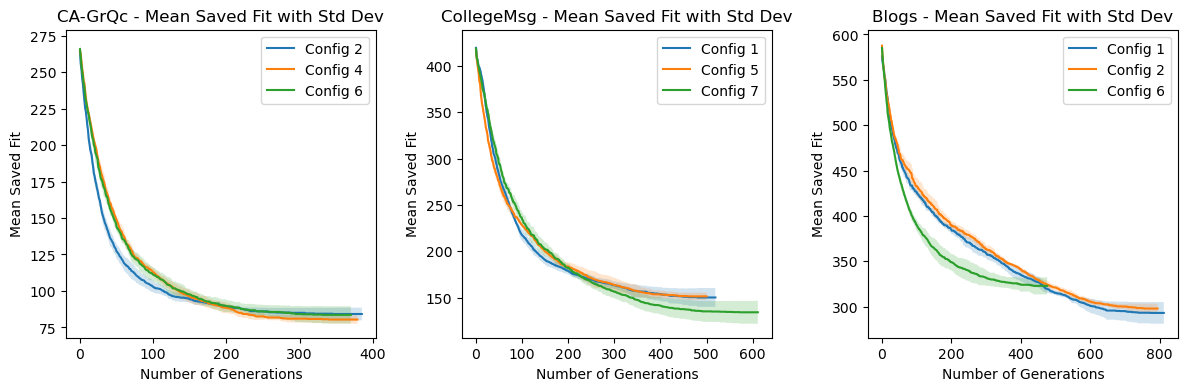 CA-GrQc - Mean Saved Fit with Std Dev
275
250
225
200
175
150
125
100
75
0
100
200
300
400
Mean Saved Fit
Number of Generations
Config 2
Config 4
Config 6
CollegeMsg - Mean Saved Fit with Std Dev
400
350
300
250
200
150
0
100
200
300
400
500
600
Mean Saved Fit
Number of Generations
Config 1
Config 5
Config 7
Blogs - Mean Saved Fit with Std Dev
600
550
500
450
400
350
300
0
200
400
600
800
Mean Saved Fit
Number of Generations
Config 1
Config 2
Config 6